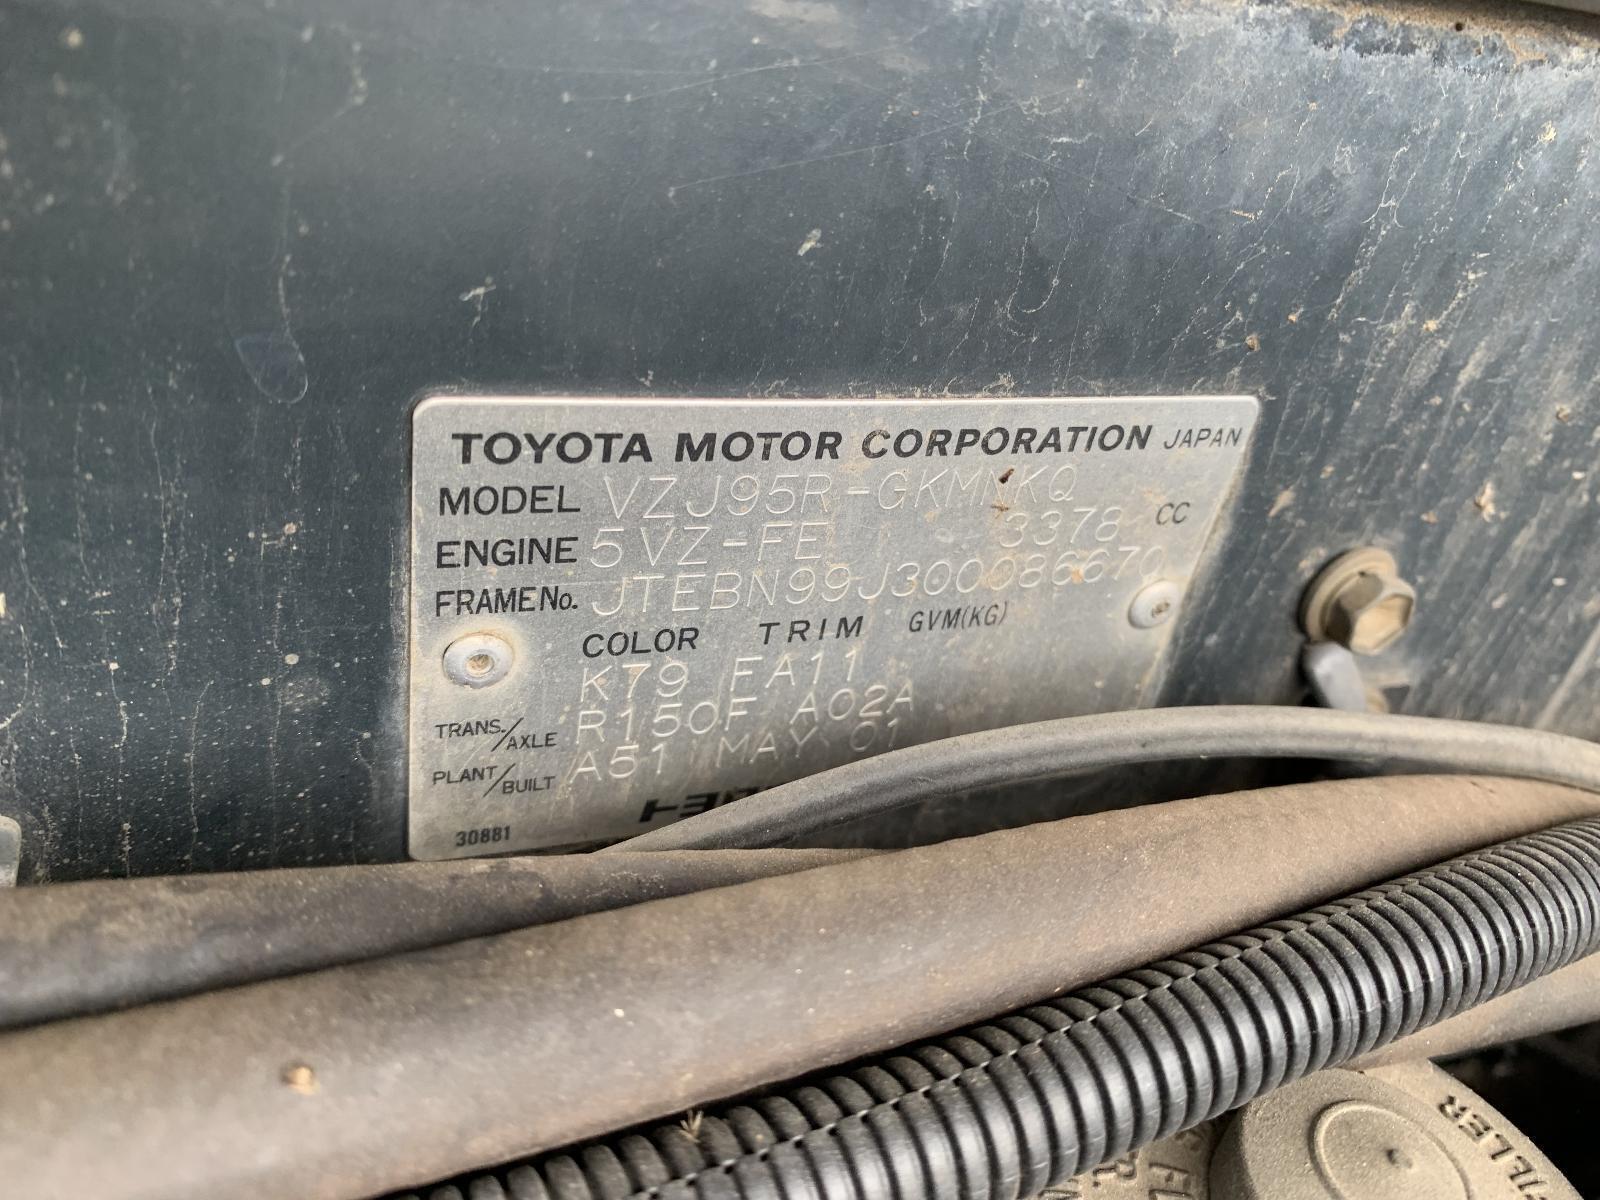 TOYOTA MOTOR CORPORATION JAPAN
MODEL VZJ95R-GKMNKQ
ENGINE 5VZ-FE 3378 CC
FRAME No. JTEBN99J300086670
COLOR TRIM GVM(KG)
K79 FA11
TRANS./AXLE R150F A02A
PLANT/BUILT A51 MAY 01
30881
ILLER